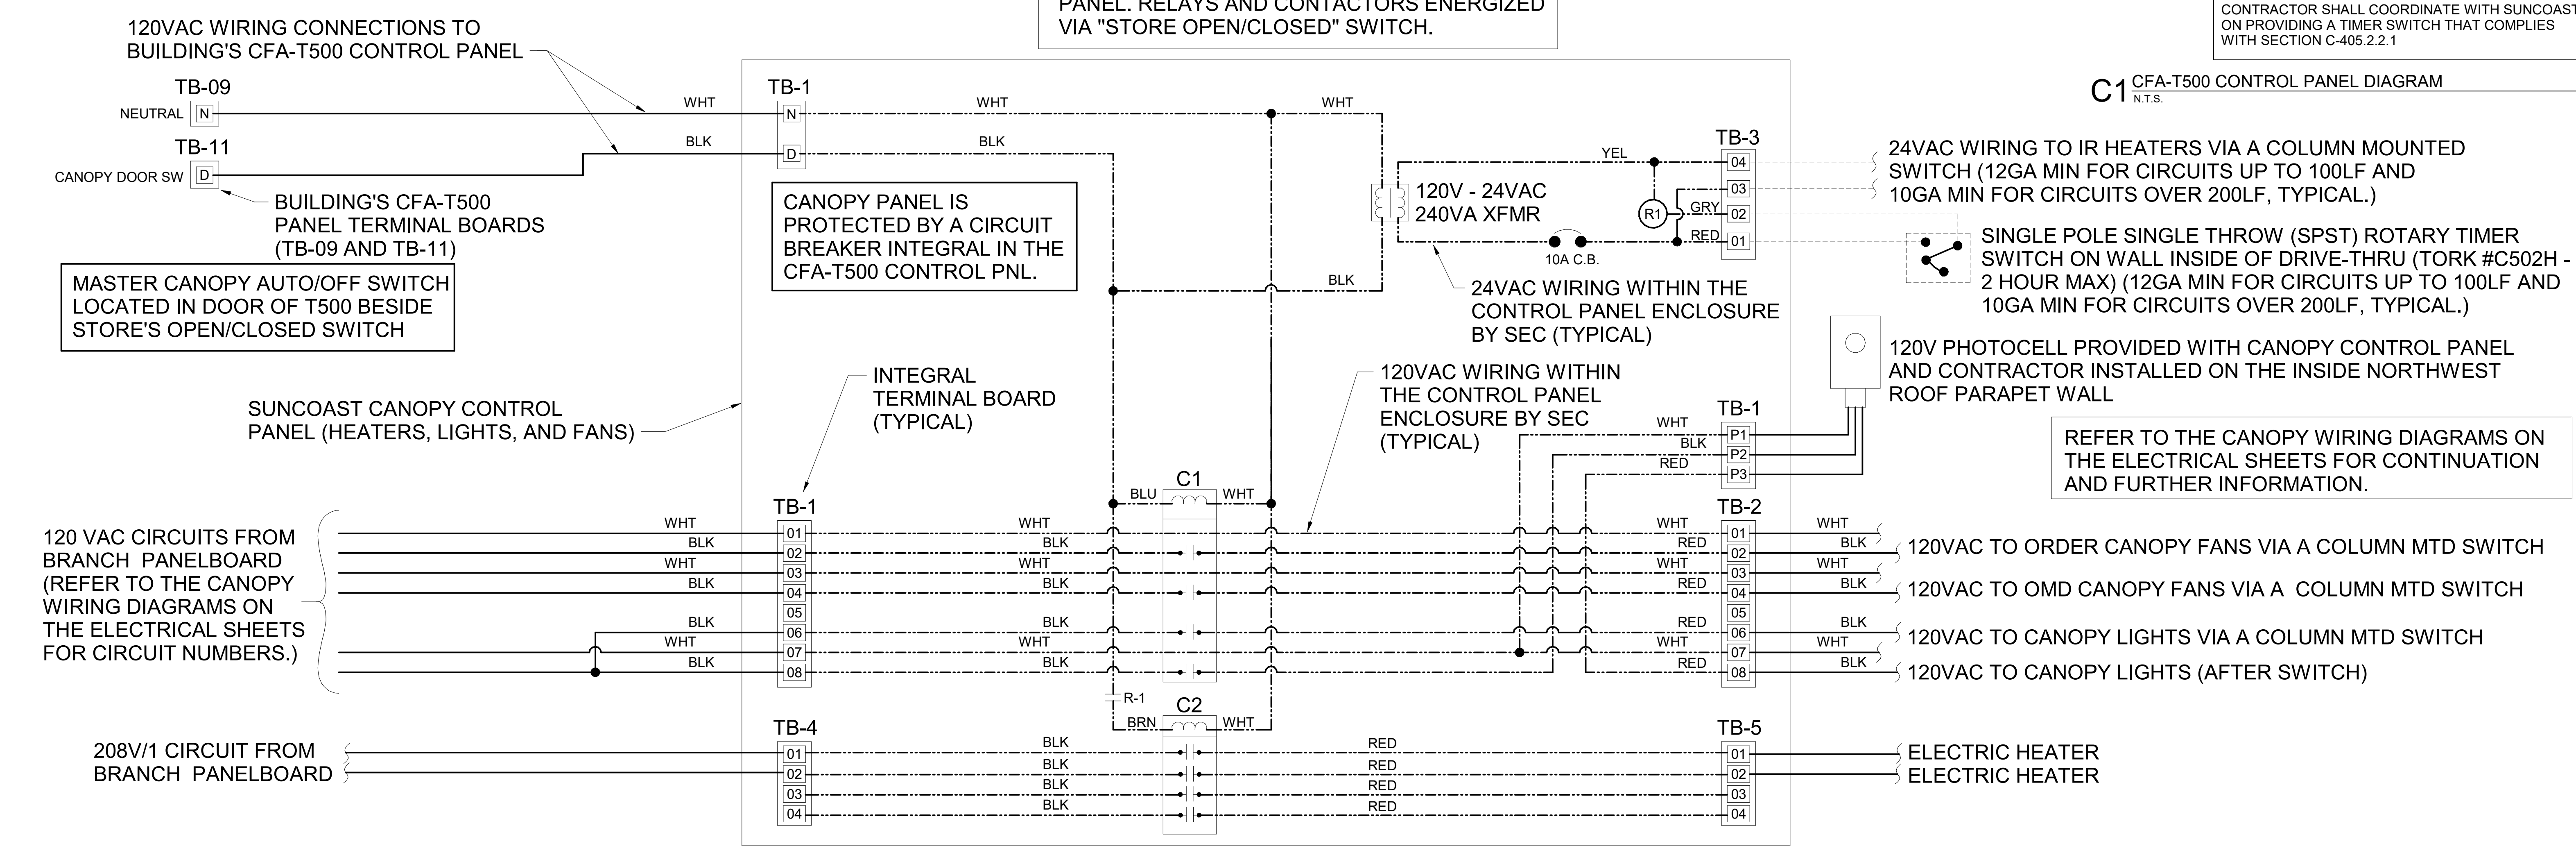 PANEL. RELAYS AND CONTACTORS ENERGIZED
VIA "STORE OPEN/CLOSED" SWITCH.
CONTRACTOR SHALL COORDINATE WITH SUNCOAST
ON PROVIDING A TIMER SWITCH THAT COMPLIES
WITH SECTION C-405.2.2.1
C1 CFA-T500 CONTROL PANEL DIAGRAM
N.T.S.
120VAC WIRING CONNECTIONS TO
BUILDING'S CFA-T500 CONTROL PANEL
TB-09
NEUTRAL N
WHT
TB-11
CANOPY DOOR SW D
BLK
BUILDING'S CFA-T500
PANEL TERMINAL BOARDS
(TB-09 AND TB-11)
MASTER CANOPY AUTO/OFF SWITCH
LOCATED IN DOOR OF T500 BESIDE
STORE'S OPEN/CLOSED SWITCH
TB-1
N WHT WHT
D BLK
CANOPY PANEL IS
PROTECTED BY A CIRCUIT
BREAKER INTEGRAL IN THE
CFA-T500 CONTROL PNL.
120V - 24VAC
240VA XFMR
BLK
YEL
R1 GRY
RED
10A C.B.
TB-3
04
03
02
01
24VAC WIRING WITHIN THE
CONTROL PANEL ENCLOSURE
BY SEC (TYPICAL)
24VAC WIRING TO IR HEATERS VIA A COLUMN MOUNTED
SWITCH (12GA MIN FOR CIRCUITS UP TO 100LF AND
10GA MIN FOR CIRCUITS OVER 200LF, TYPICAL.)
SINGLE POLE SINGLE THROW (SPST) ROTARY TIMER
SWITCH ON WALL INSIDE OF DRIVE-THRU (TORK #C502H -
2 HOUR MAX) (12GA MIN FOR CIRCUITS UP TO 100LF AND
10GA MIN FOR CIRCUITS OVER 200LF, TYPICAL.)
120V PHOTOCELL PROVIDED WITH CANOPY CONTROL PANEL
AND CONTRACTOR INSTALLED ON THE INSIDE NORTHWEST
ROOF PARAPET WALL
REFER TO THE CANOPY WIRING DIAGRAMS ON
THE ELECTRICAL SHEETS FOR CONTINUATION
AND FURTHER INFORMATION.
SUNCOAST CANOPY CONTROL
PANEL (HEATERS, LIGHTS, AND FANS)
INTEGRAL
TERMINAL BOARD
(TYPICAL)
120VAC WIRING WITHIN
THE CONTROL PANEL
ENCLOSURE BY SEC
(TYPICAL)
TB-1
WHT P1
BLK P2
RED P3
120 VAC CIRCUITS FROM
BRANCH PANELBOARD
(REFER TO THE CANOPY
WIRING DIAGRAMS ON
THE ELECTRICAL SHEETS
FOR CIRCUIT NUMBERS.)
C1
BLU WHT
TB-1
TB-2
WHT 01 WHT WHT 01 WHT
BLK 02 BLK RED 02 BLK
WHT 03 WHT WHT 03 WHT
BLK 04 BLK RED 04 BLK
05 05
BLK 06 BLK RED 06 BLK
WHT 07 WHT WHT 07 WHT
BLK 08 BLK RED 08 BLK
120VAC TO ORDER CANOPY FANS VIA A COLUMN MTD SWITCH
120VAC TO OMD CANOPY FANS VIA A COLUMN MTD SWITCH
120VAC TO CANOPY LIGHTS VIA A COLUMN MTD SWITCH
120VAC TO CANOPY LIGHTS (AFTER SWITCH)
R-1
C2
BRN WHT
208V/1 CIRCUIT FROM
BRANCH PANELBOARD
TB-4
TB-5
01 BLK RED 01
02 BLK RED 02
03 BLK RED 03
04 BLK RED 04
ELECTRIC HEATER
ELECTRIC HEATER